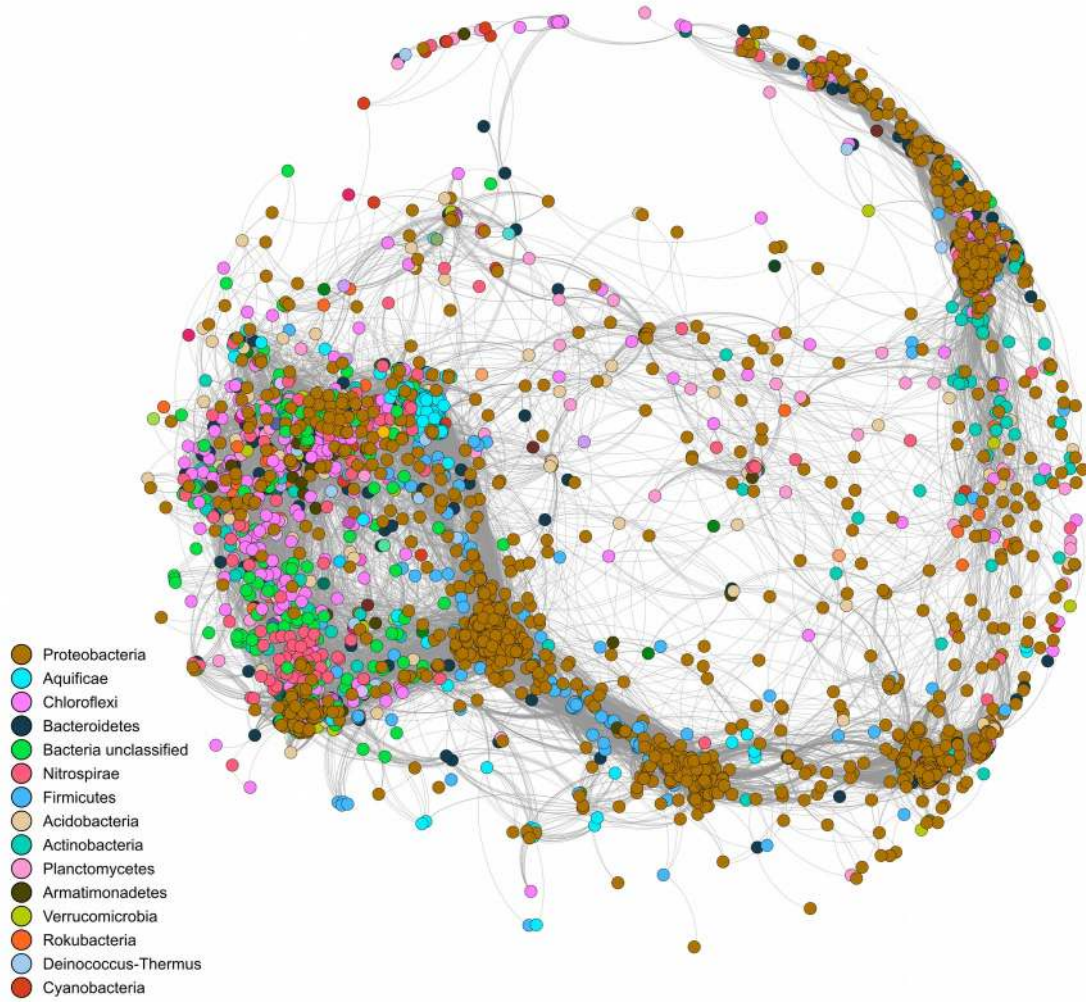 Proteobacteria
Aquificae
Chloroflexi
Bacteroidetes
Bacteria unclassified
Nitrospirae
Firmicutes
Acidobacteria
Actinobacteria
Planctomycetes
Armatimonadetes
Verrucomicrobia
Rokubacteria
Deinococcus-Thermus
Cyanobacteria